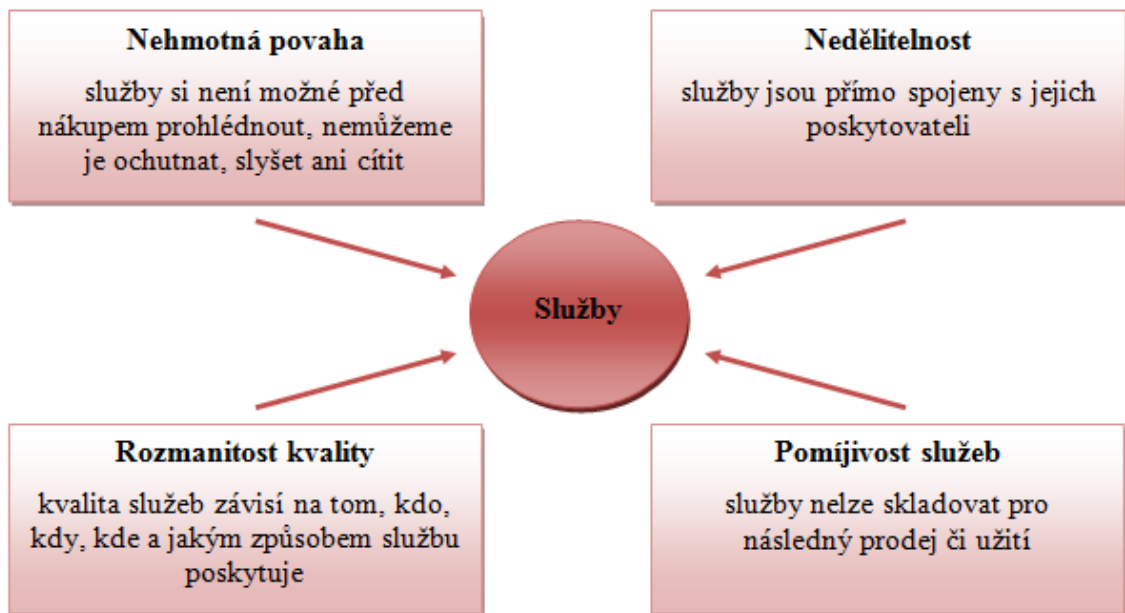 Nehmotná povaha
služby si není možné před
nákupem prohlédnout, nemůžeme
je ochutnat, slyšet ani cítit
Nedělitelnost
služby jsou přímo spojeny s jejich
poskytovateli
Služby
Rozmanitost kvality
kvalita služeb závisí na tom, kdo,
kdy, kde a jakým způsobem službu
poskytuje
Pomíjivost služeb
služby nelze skladovat pro
následný prodej či užití